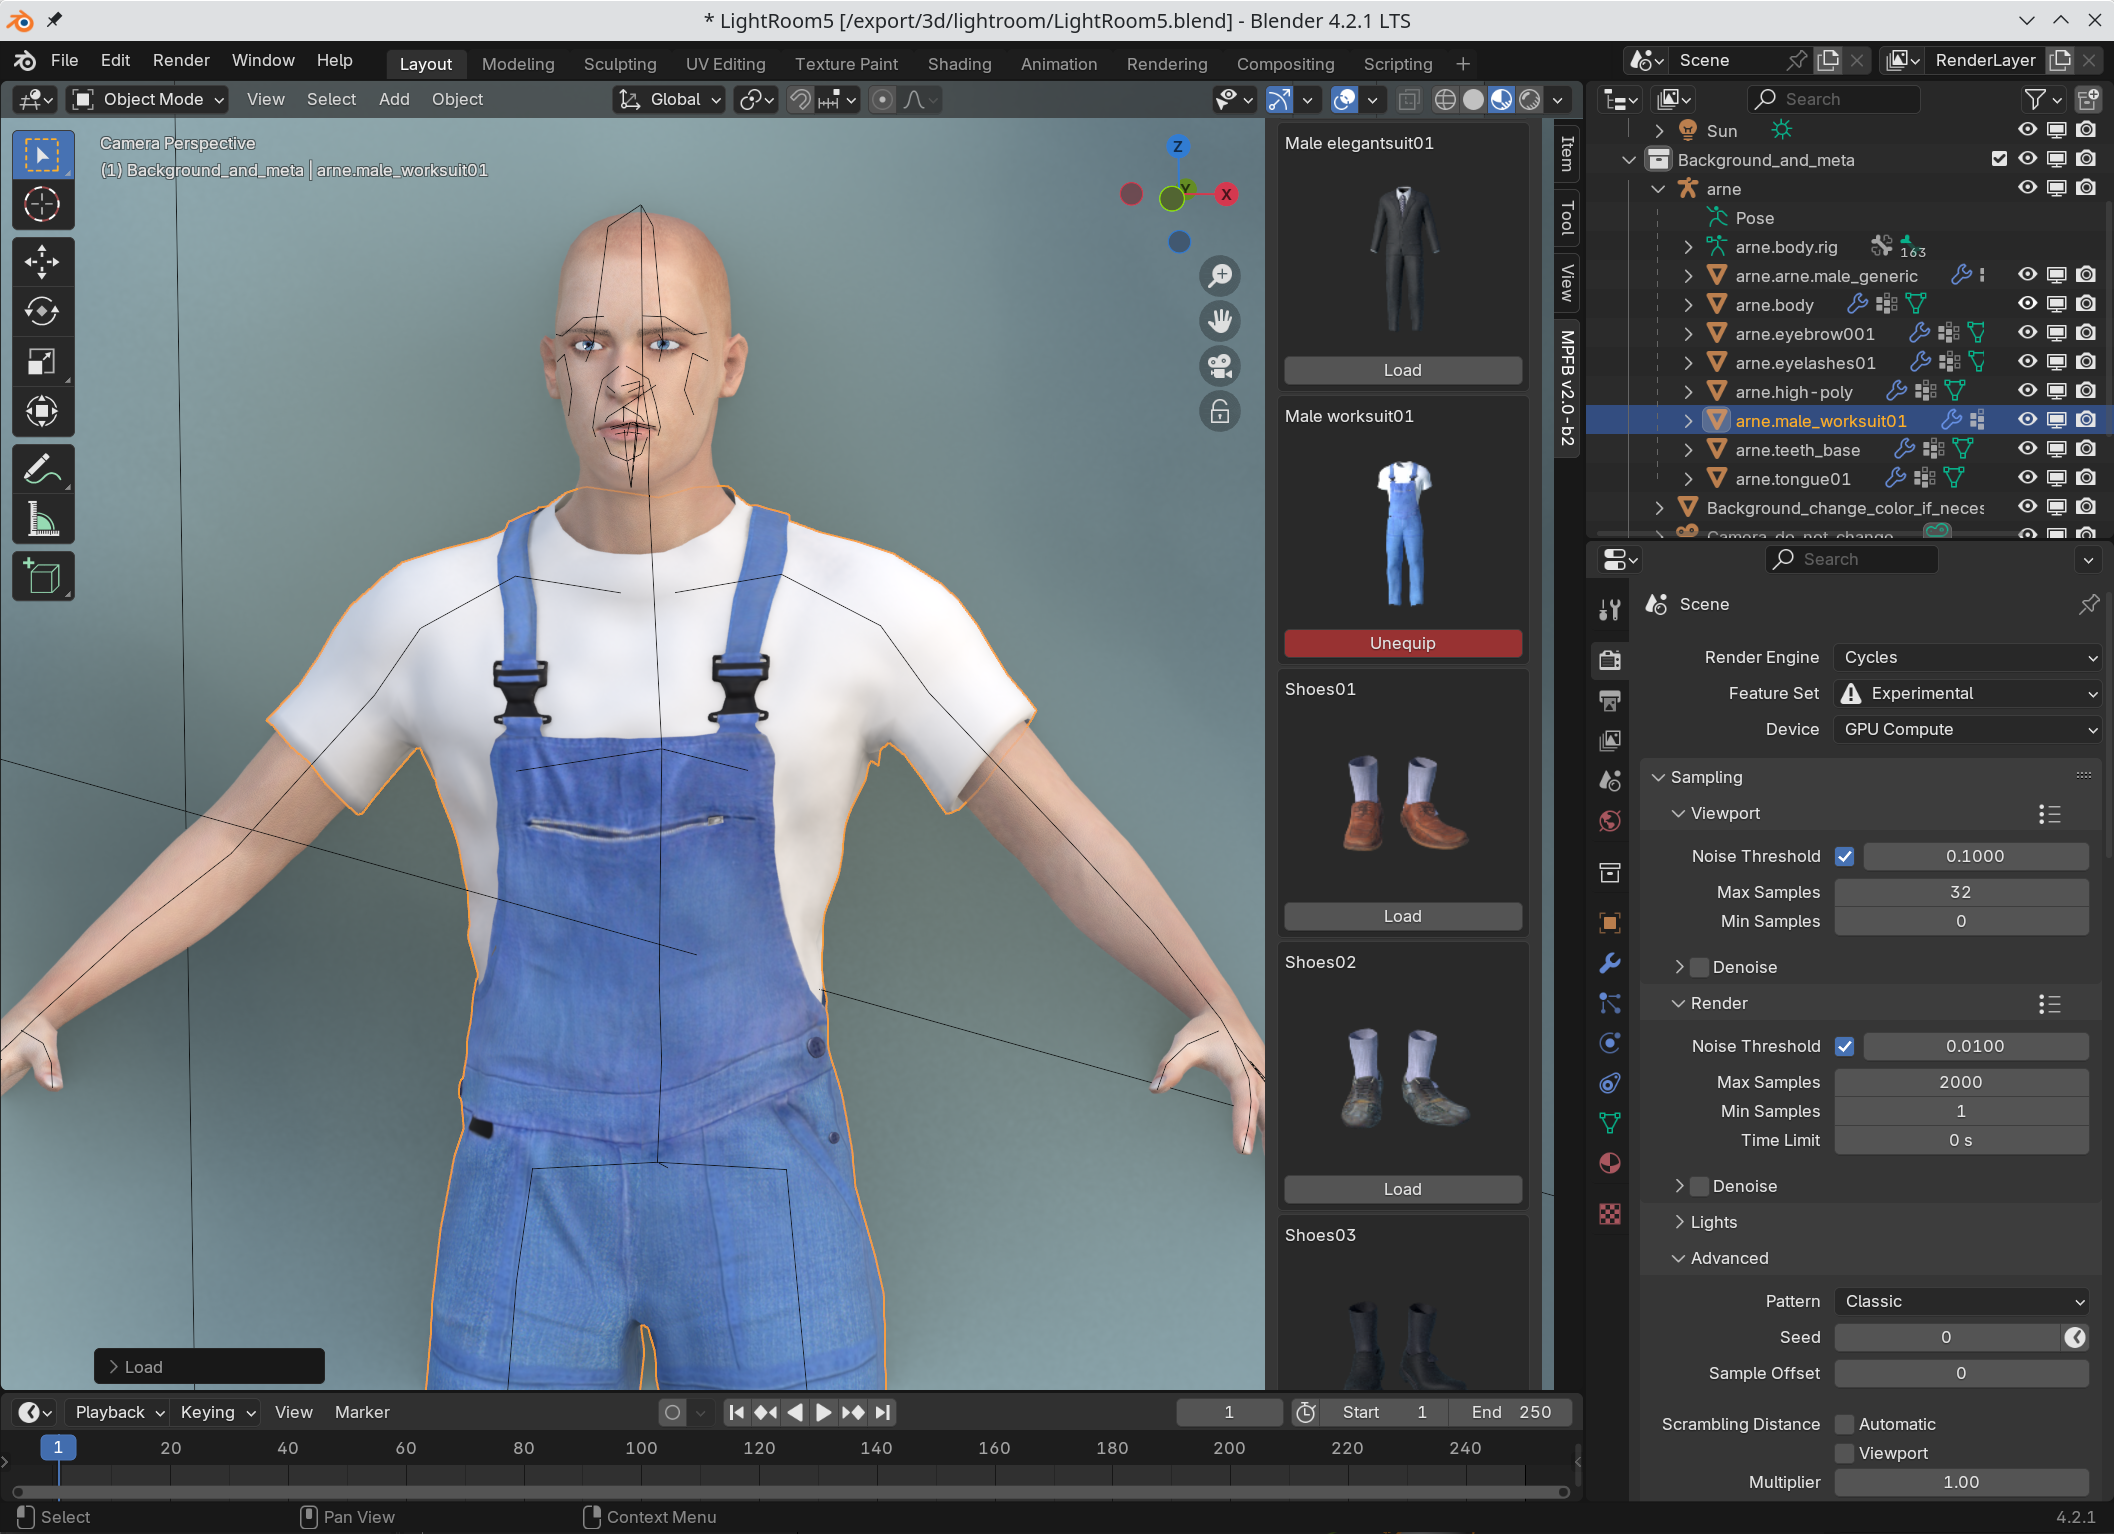 * LightRoom5 [/export/3d/lightroom/LightRoom5.blend] - Blender 4.2.1 LTS
File Edit Render Window Help Layout Modeling Sculpting UV Editing Texture Paint Shading Animation Rendering Compositing Scripting + Scene RenderLayer
Object Mode View Select Add Object Global Search
Camera Perspective
(1) Background_and_meta | arne.male_worksuit01
Z
Y
X
Male elegantsuit01
Load
Male worksuit01
Unequip
Shoes01
Load
Shoes02
Load
Shoes03
Item
Tool
View
MPFB v2.0-b2
Sun
Background_and_meta
arne
Pose
arne.body.rig 163
arne.arne.male_generic
arne.body
arne.eyebrow001
arne.eyelashes01
arne.high-poly
arne.male_worksuit01
arne.teeth_base
arne.tongue01
Background_change_color_if_neces
Camera_do_not_change
Search
Scene
Render Engine Cycles
Feature Set Experimental
Device GPU Compute
Sampling
Viewport
Noise Threshold 0.1000
Max Samples 32
Min Samples 0
Denoise
Render
Noise Threshold 0.0100
Max Samples 2000
Min Samples 1
Time Limit 0 s
Denoise
Lights
Advanced
Pattern Classic
Seed 0
Sample Offset 0
Scrambling Distance Automatic
Viewport
Multiplier 1.00
Load
Playback Keying View Marker 1 Start 1 End 250
1 20 40 60 80 100 120 140 160 180 200 220 240
Select Pan View Context Menu 4.2.1